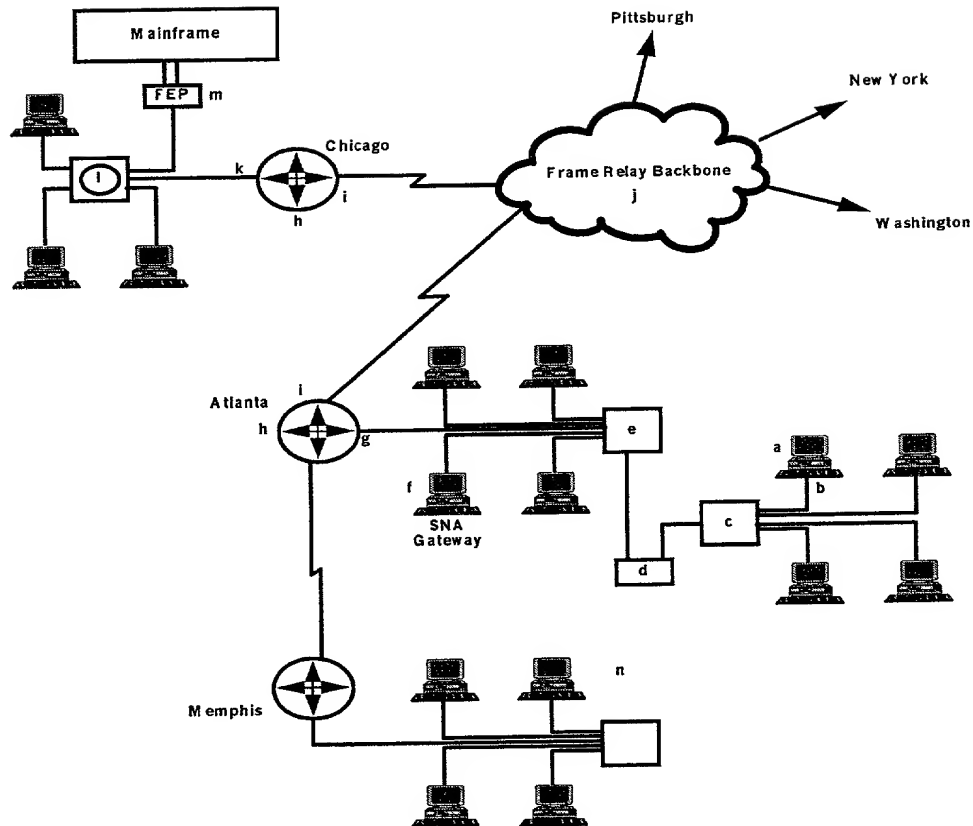 Pittsburgh
Mainframe
New York
FEP m
Chicago
Frame Relay Backbone
j
l
k
i
h
Washington
i
Atlanta
h
g
e
a
b
f
SNA
Gateway
c
d
n
Memphis